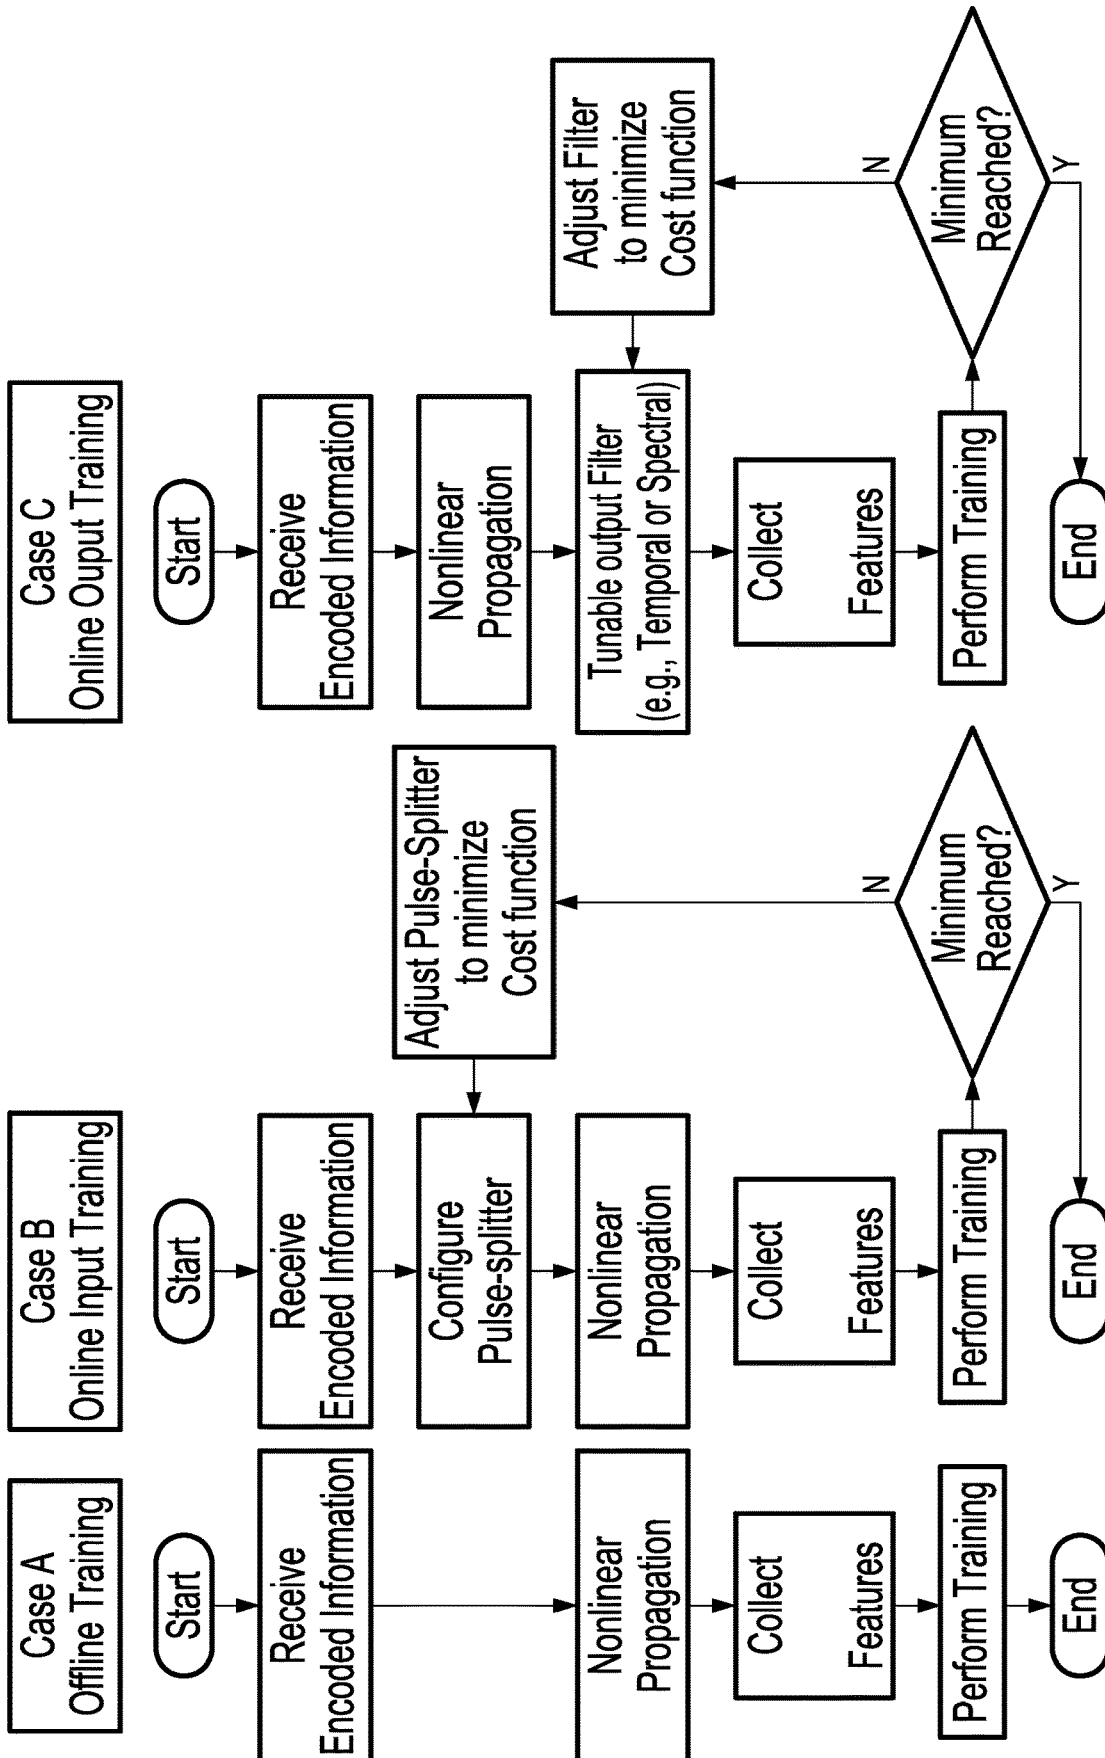 Case A
Offline Training
Start
Receive
Encoded Information
Nonlinear
Propagation
Collect
Features
Perform Training
End
Case B
Online Input Training
Start
Receive
Encoded Information
Configure
Pulse-splitter
Adjust Pulse-Splitter
to minimize
Cost function
Nonlinear
Propagation
Collect
Features
Perform Training
Minimum
Reached?
N
Y
End
Case C
Online Ouput Training
Start
Receive
Encoded Information
Nonlinear
Propagation
Tunable output Filter
(e.g., Temporal or Spectral)
Adjust Filter
to minimize
Cost function
Collect
Features
Perform Training
Minimum
Reached?
N
Y
End